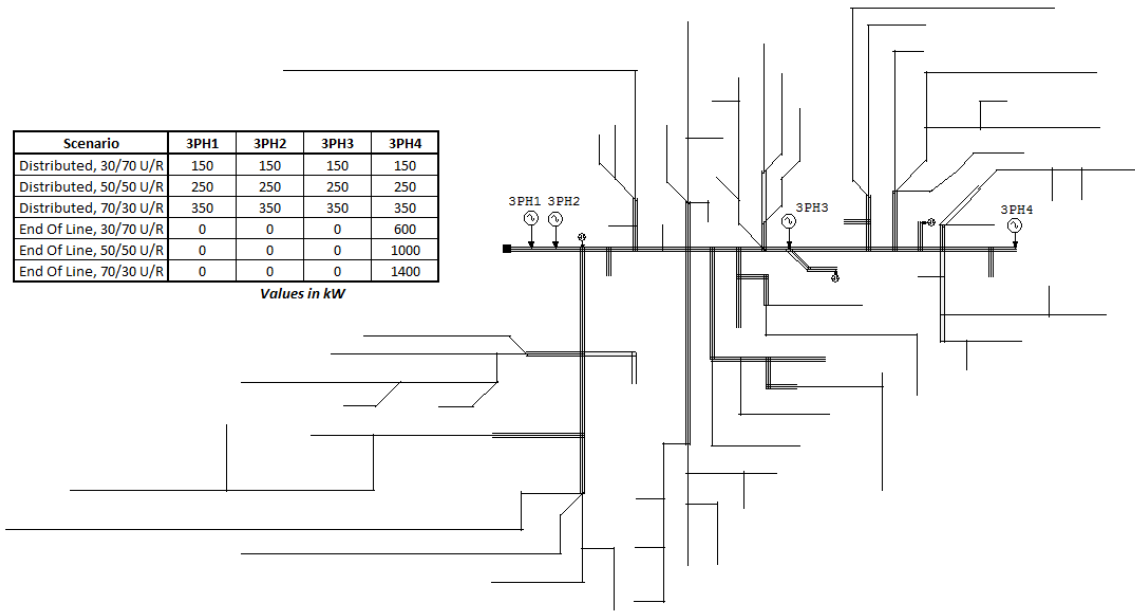 Scenario 3PH1 3PH2 3PH3 3PH4
Distributed, 30/70 U/R 150 150 150 150
Distributed, 50/50 U/R 250 250 250 250
Distributed, 70/30 U/R 350 350 350 350
End Of Line, 30/70 U/R 0 0 0 600
End Of Line, 50/50 U/R 0 0 0 1000
End Of Line, 70/30 U/R 0 0 0 1400
Values in kW
3PH1 3PH2
3PH3
3PH4